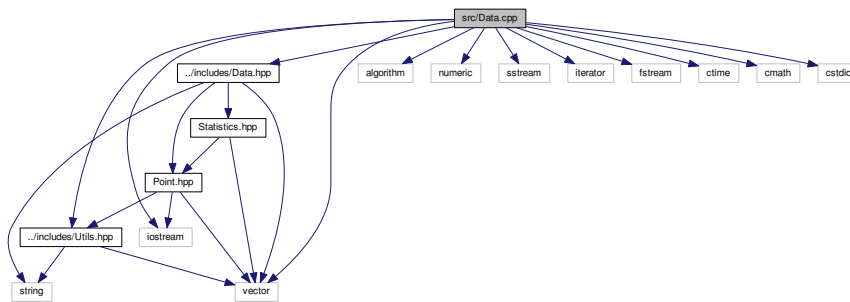 src/Data.cpp
../includes/Data.hpp
algorithm
numeric
sstream
iterator
fstream
ctime
cmath
cstdio
Statistics.hpp
Point.hpp
../includes/Utils.hpp
iostream
string
vector